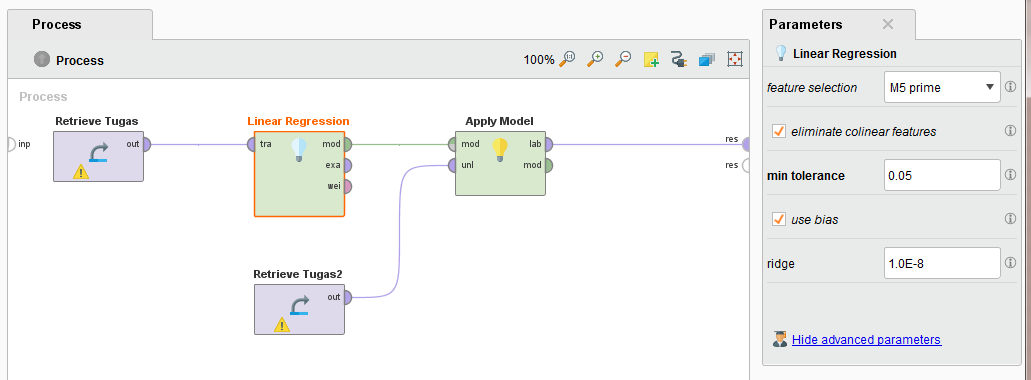 Process
Process
100%
Process
inp
Retrieve Tugas
out
Linear Regression
tra
mod
exa
wei
Apply Model
mod
lab
unl
mod
res
res
Retrieve Tugas2
out
Parameters
Linear Regression
feature selection
M5 prime
eliminate colinear features
min tolerance
0.05
use bias
ridge
1.0E-8
Hide advanced parameters